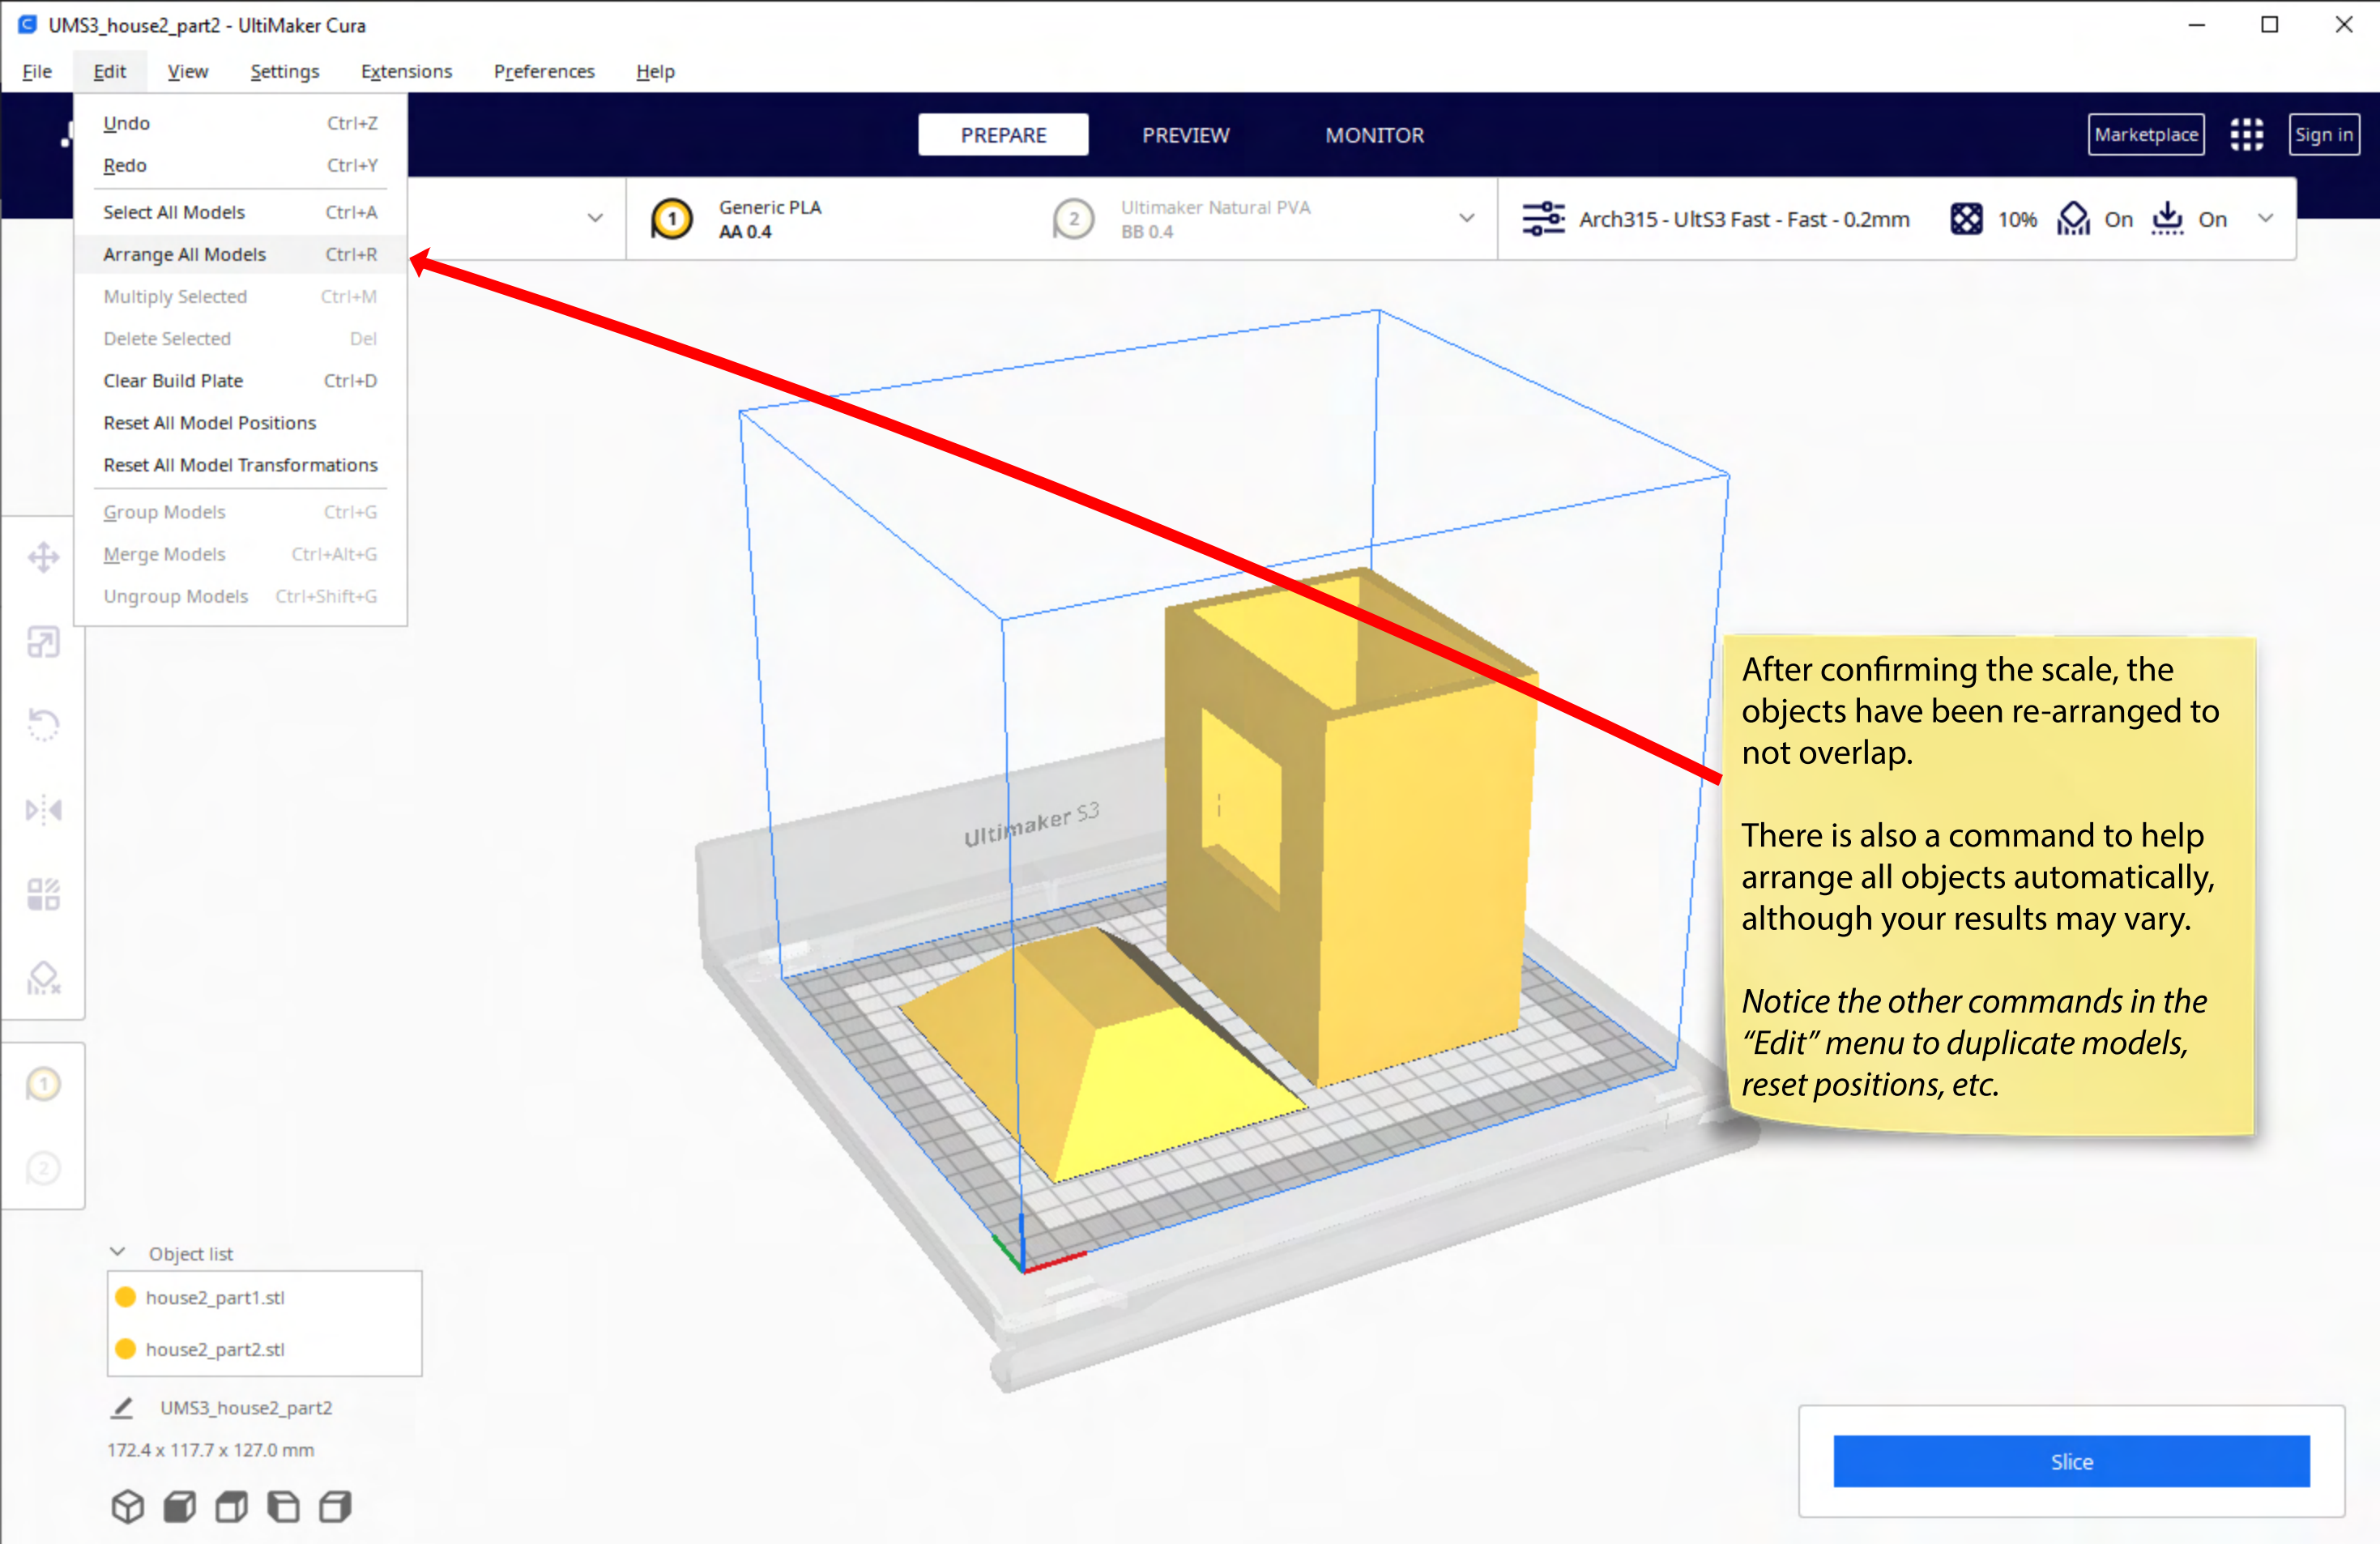 UMS3_house2_part2 - UltiMaker Cura
File Edit View Settings Extensions Preferences Help
Undo Ctrl+Z
Redo Ctrl+Y
Select All Models Ctrl+A
Arrange All Models Ctrl+R
Multiply Selected Ctrl+M
Delete Selected Del
Clear Build Plate Ctrl+D
Reset All Model Positions
Reset All Model Transformations
Group Models Ctrl+G
Merge Models Ctrl+Alt+G
Ungroup Models Ctrl+Shift+G
PREPARE PREVIEW MONITOR
Marketplace Sign in
1 Generic PLA
AA 0.4
2 Ultimaker Natural PVA
BB 0.4
Arch315 - UltS3 Fast - Fast - 0.2mm 10% On On
Ultimaker S3
After confirming the scale, the
objects have been re-arranged to
not overlap.
There is also a command to help
arrange all objects automatically,
although your results may vary.
Notice the other commands in the
“Edit” menu to duplicate models,
reset positions, etc.
1
2
Object list
house2_part1.stl
house2_part2.stl
UMS3_house2_part2
172.4 x 117.7 x 127.0 mm
Slice